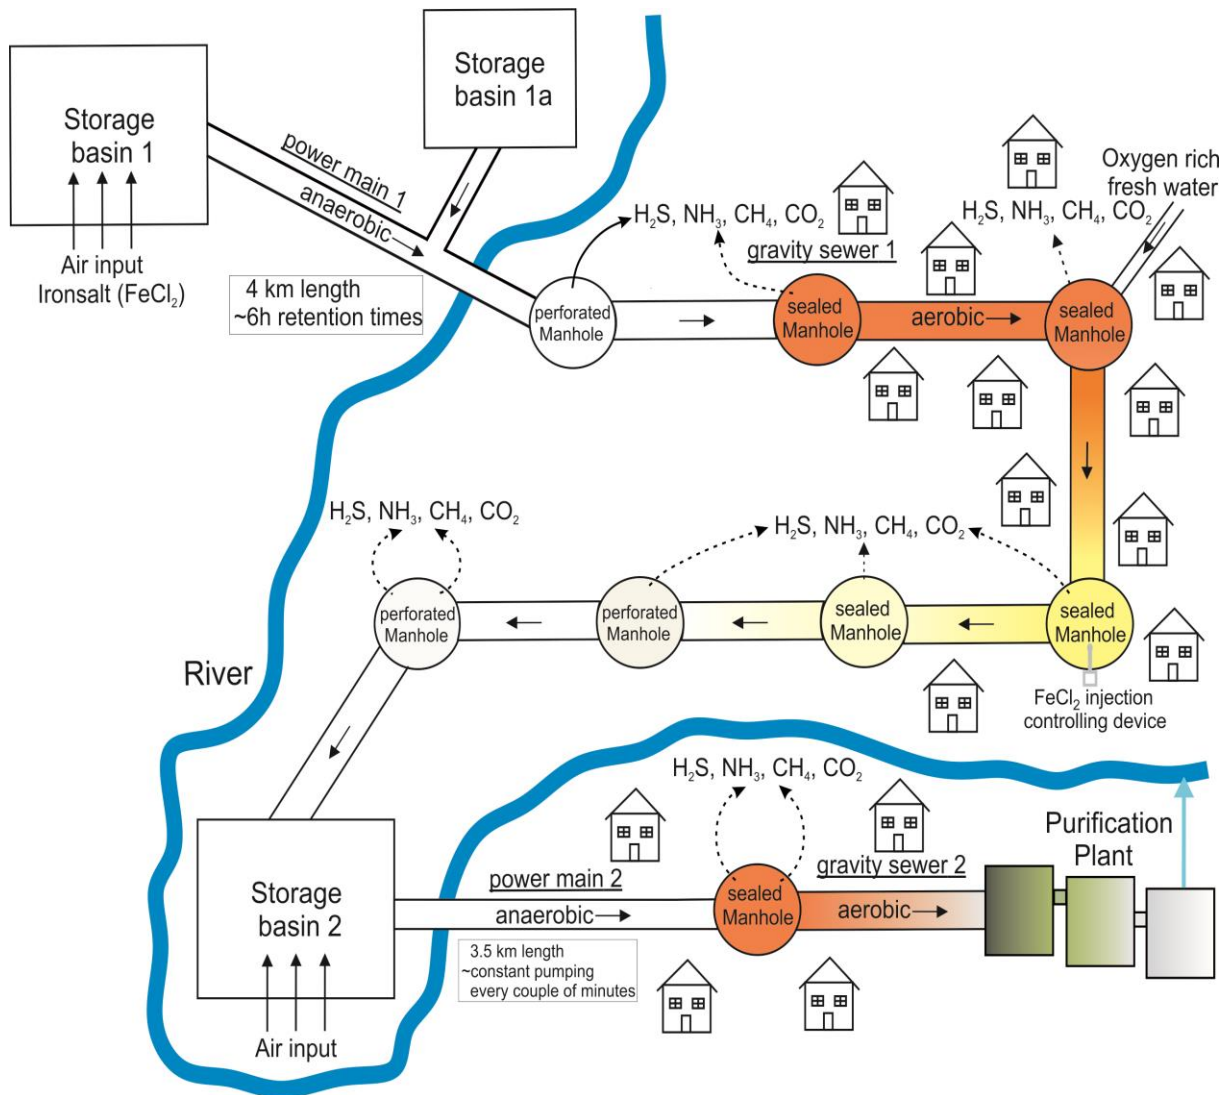 Storage
basin 1
Storage
basin 1a
power main 1
anaerobic
Air input
Ironsalt (FeCl₂)
4 km length
~6h retention times
H₂S, NH₃, CH₄, CO₂
gravity sewer 1
H₂S, NH₃, CH₄, CO₂
Oxygen rich
fresh water
perforated
Manhole
sealed
Manhole
aerobic
sealed
Manhole
H₂S, NH₃, CH₄, CO₂
H₂S, NH₃, CH₄, CO₂
perforated
Manhole
perforated
Manhole
sealed
Manhole
sealed
Manhole
FeCl₂ injection
controlling device
River
H₂S, NH₃, CH₄, CO₂
Storage
basin 2
Air input
power main 2
anaerobic
3.5 km length
~constant pumping
every couple of minutes
sealed
Manhole
gravity sewer 2
aerobic
Purification
Plant